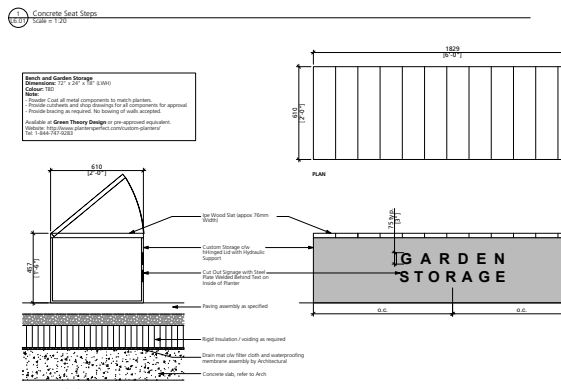 1
L6.01
Concrete Seat Steps
Scale = 1:20
Bench and Garden Storage
Dimensions: 72" x 24" x 18" (LWH)
Colour: TBD
Note:
- Powder Coat all metal components to match planters.
- Provide cutsheets and shop drawings for all components for approval
- Provide bracing as required. No bowing of walls accepted.
Available at Green Theory Design or pre-approved equivalent.
Website: http://www.plantersperfect.com/custom-planters/
Tel: 1-844-747-9283
1829
[6'-0"]
610
[2'-0"]
PLAN
610
[2'-0"]
457
[1'-6"]
Ipe Wood Slat (appox 76mm
Width)
Custom Storage c/w
hHinged Lid with Hydraulic
Support
Cut Out Signage with Steel
Plate Welded Behind Text on
Inside of Planter
Paving assembly as specified
Rigid Insulation / voiding as required
Drain mat c/w filter cloth and waterproofing
membrane assembly by Architectural
Concrete slab, refer to Arch
75 typ
[3"]
GARDEN
STORAGE
o.c.
o.c.